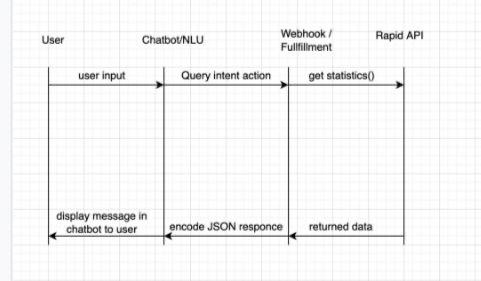 User
Chatbot/NLU
Webhook /
Fullfillment
Rapid API
user input
Query intent action
get statistics()
display message in
chatbot to user
encode JSON responce
returned data